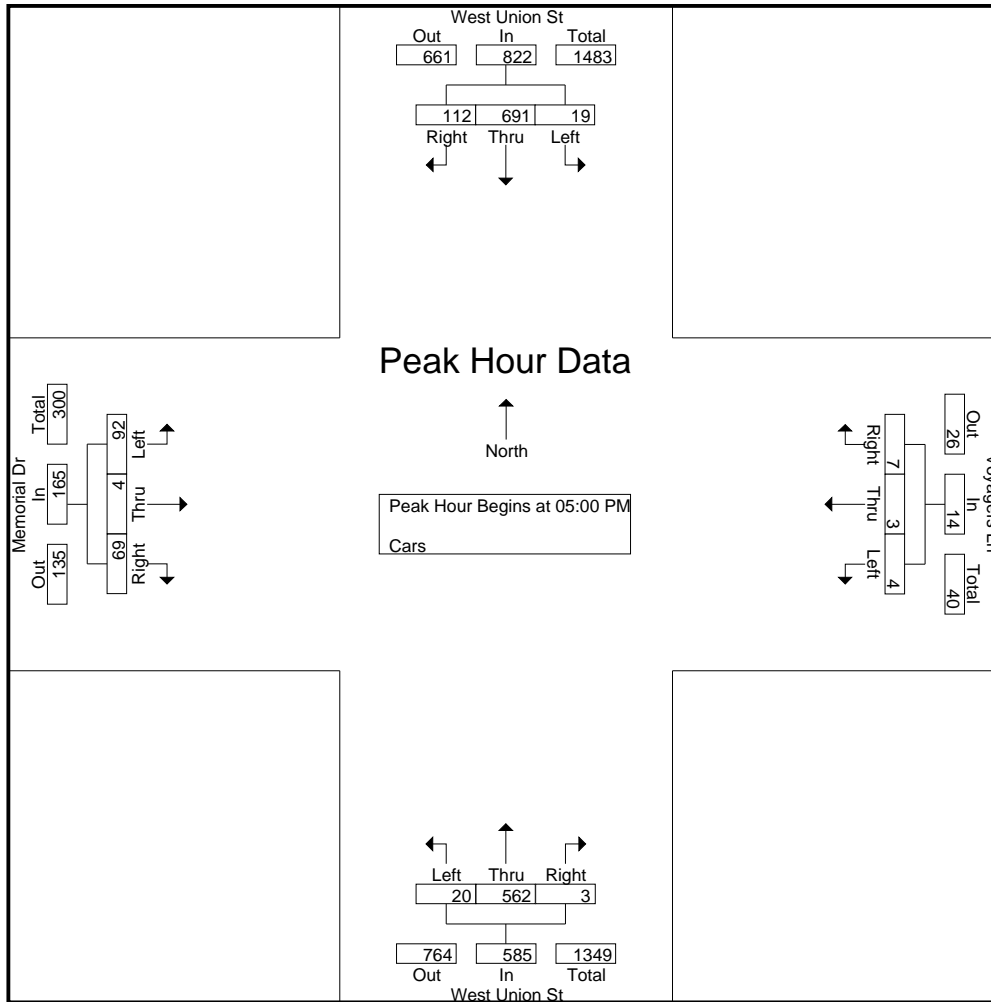 West Union St
Out In Total
661 822 1483
112 691 19
Right Thru Left
Peak Hour Data
North
Peak Hour Begins at 05:00 PM
Cars
Memorial Dr
Total In Out
300 165 135
92 4 69
Left Thru Right
Right Thru Left
7 3 4
Out In Total
26 14 40
Left Thru Right
20 562 3
764 585 1349
Out In Total
West Union St